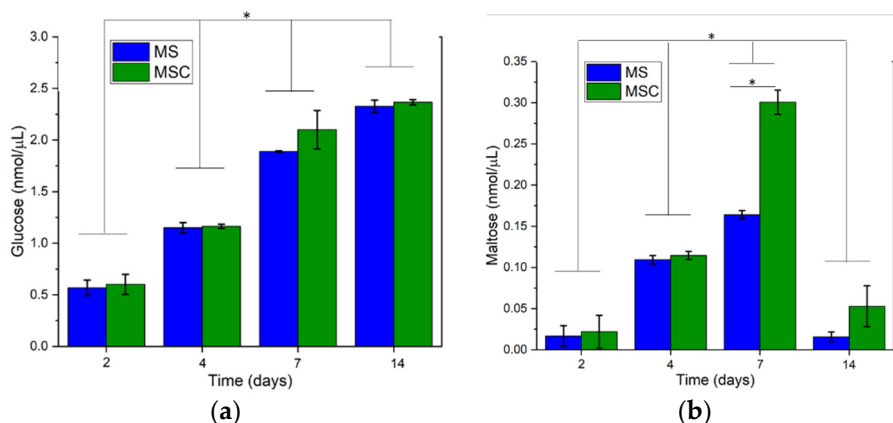 *
3.0
2.5
2.0
1.5
1.0
0.5
0.0
Glucose (nmol/μL)
MS
MSC
2 4 7 14
Time (days)
(a)
*
*
0.35
0.30
0.25
0.20
0.15
0.10
0.05
0.00
Maltose (nmol/μL)
MS
MSC
2 4 7 14
Time (days)
(b)